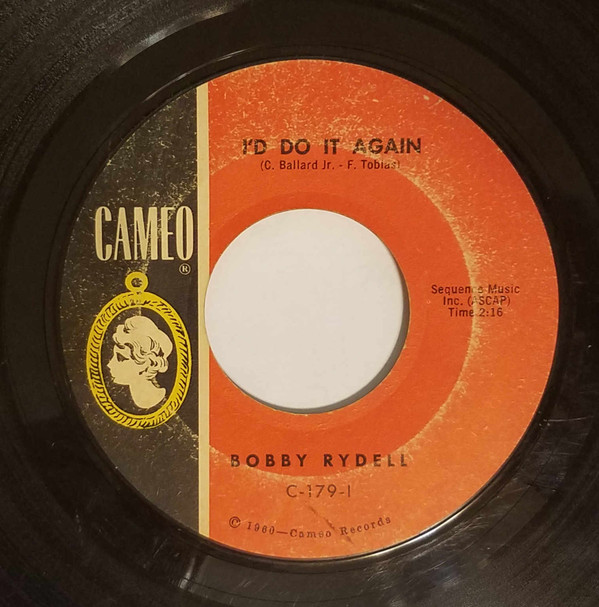 I'D DO IT AGAIN
(C. Ballard Jr. - F. Tobias)
CAMEO
®
Sequence Music
Inc. (ASCAP)
Time 2:16
BOBBY RYDELL
C-179-1
© 1960—Cameo Records